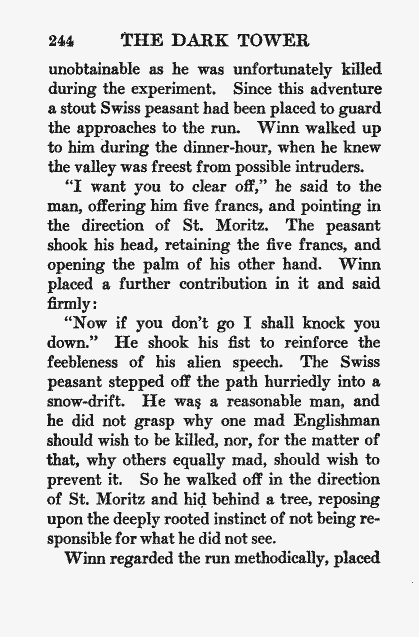 244 THE DARK TOWER
unobtainable as he was unfortunately killed
during the experiment. Since this adventure
a stout Swiss peasant had been placed to guard
the approaches to the run. Winn walked up
to him during the dinner-hour, when he knew
the valley was freest from possible intruders.
"I want you to clear off," he said to the
man, offering him five francs, and pointing in
the direction of St. Moritz. The peasant
shook his head, retaining the five francs, and
opening the palm of his other hand. Winn
placed a further contribution in it and said
firmly:
"Now if you don't go I shall knock you
down." He shook his fist to reinforce the
feebleness of his alien speech. The Swiss
peasant stepped off the path hurriedly into a
snow-drift. He was a reasonable man, and
he did not grasp why one mad Englishman
should wish to be killed, nor, for the matter of
that, why others equally mad, should wish to
prevent it. So he walked off in the direction
of St. Moritz and hid behind a tree, reposing
upon the deeply rooted instinct of not being re-
sponsible for what he did not see.
Winn regarded the run methodically, placed